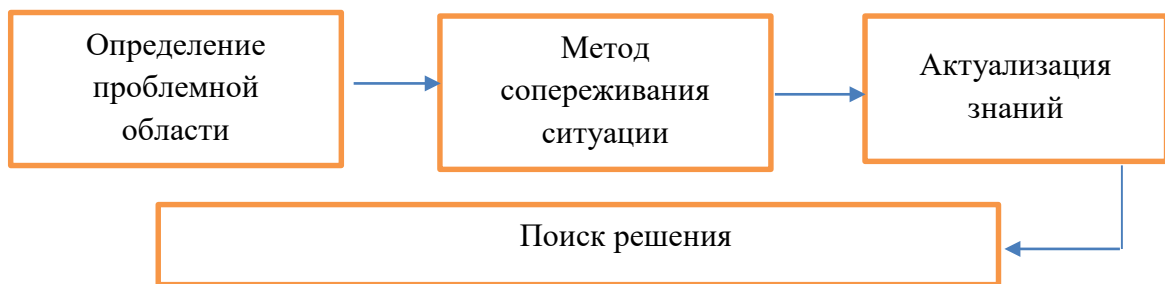 Определение
проблемной
области
Метод
сопереживания
ситуации
Актуализация
знаний
Поиск решения